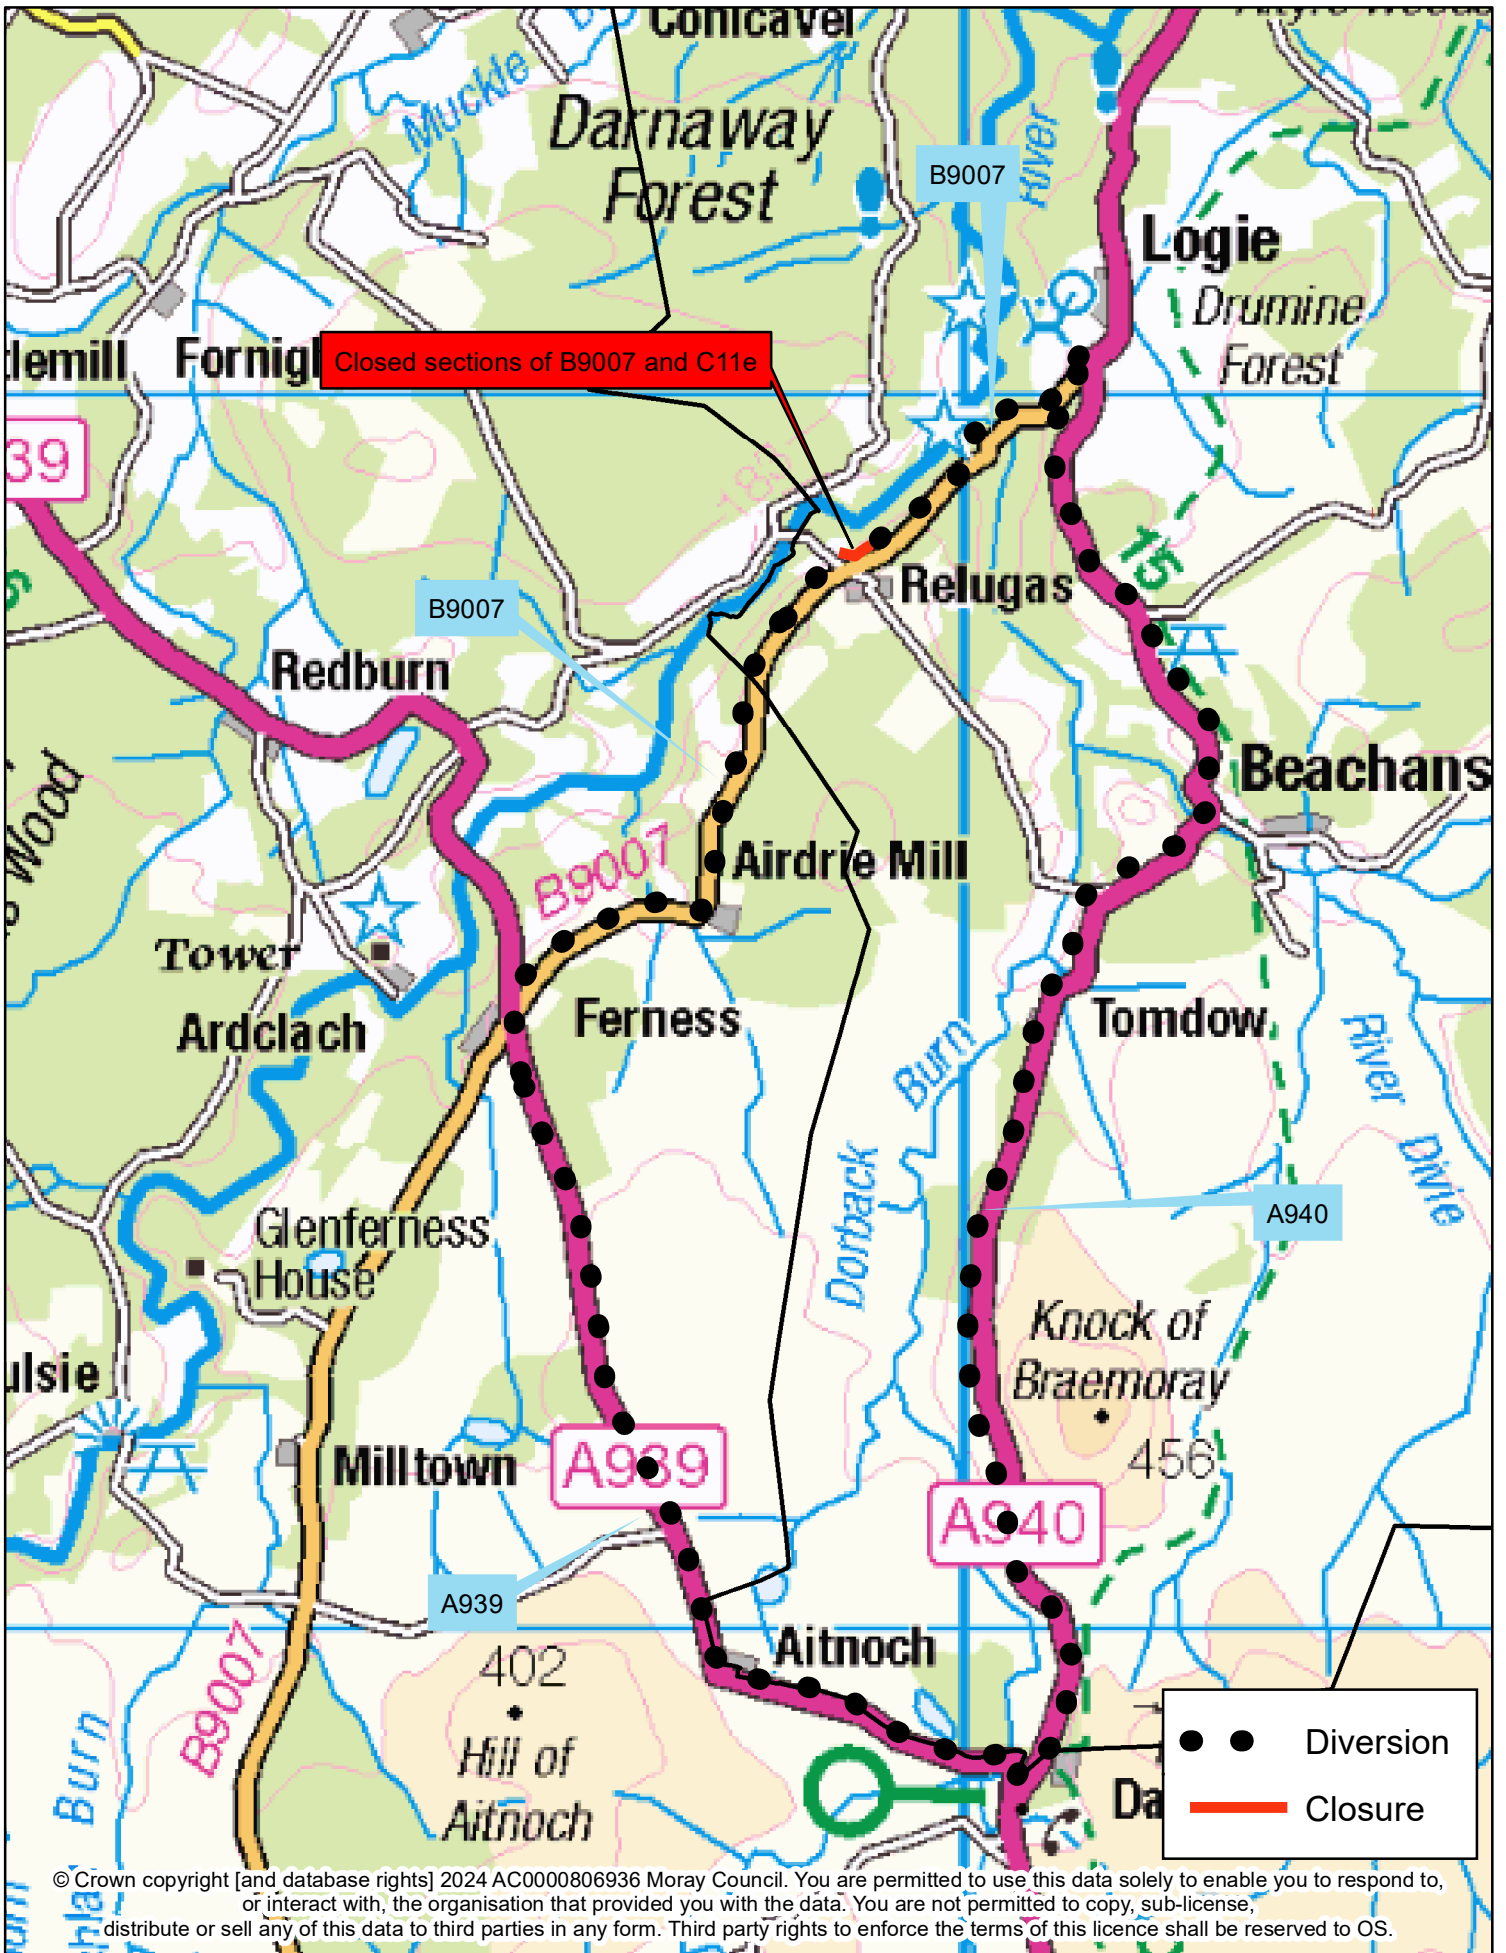 Conicavel
Muckle
Darnaway
Forest
B9007
River
Logie
Drumine
Forest
Closed sections of B9007 and C11e
39
15
Relugas
B9007
Redburn
Wood
Beachans
B9007
Airdrie Mill
Tower
Ardclach
Ferness
Tomdow
Burn
River
Divie
Dorback
A940
Glenferness
House
Knock of
Braemoray
456
Milltown
A939
A940
A939
Aitnoch
402
Hill of
Aitnoch
B9007
Burn
Diversion
Closure
© Crown copyright [and database rights] 2024 AC0000806936 Moray Council. You are permitted to use this data solely to enable you to respond to,
or interact with, the organisation that provided you with the data. You are not permitted to copy, sub-license,
distribute or sell any of this data to third parties in any form. Third party rights to enforce the terms of this licence shall be reserved to OS.